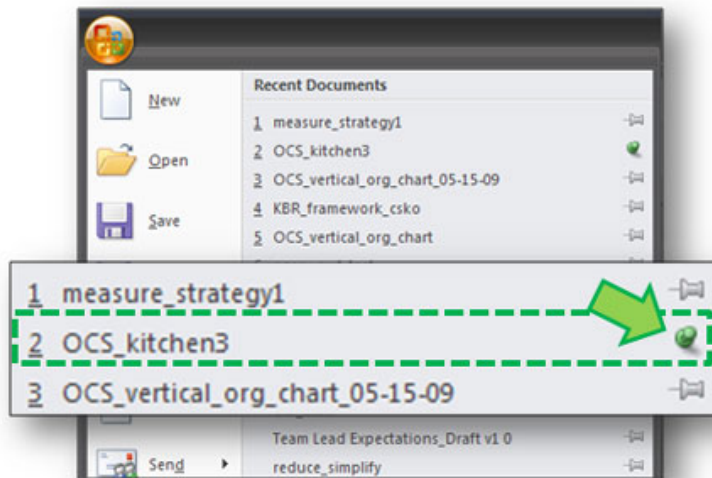 Recent Documents
New
1 measure_strategy1
2 OCS_kitchen3
Open
3 OCS_vertical_org_chart_05-15-09
4 KBR_framework_csko
Save
5 OCS_vertical_org_chart
1 measure_strategy1
2 OCS_kitchen3
3 OCS_vertical_org_chart_05-15-09
Team Lead Expectations_Draft v1 0
Send
reduce_simplify